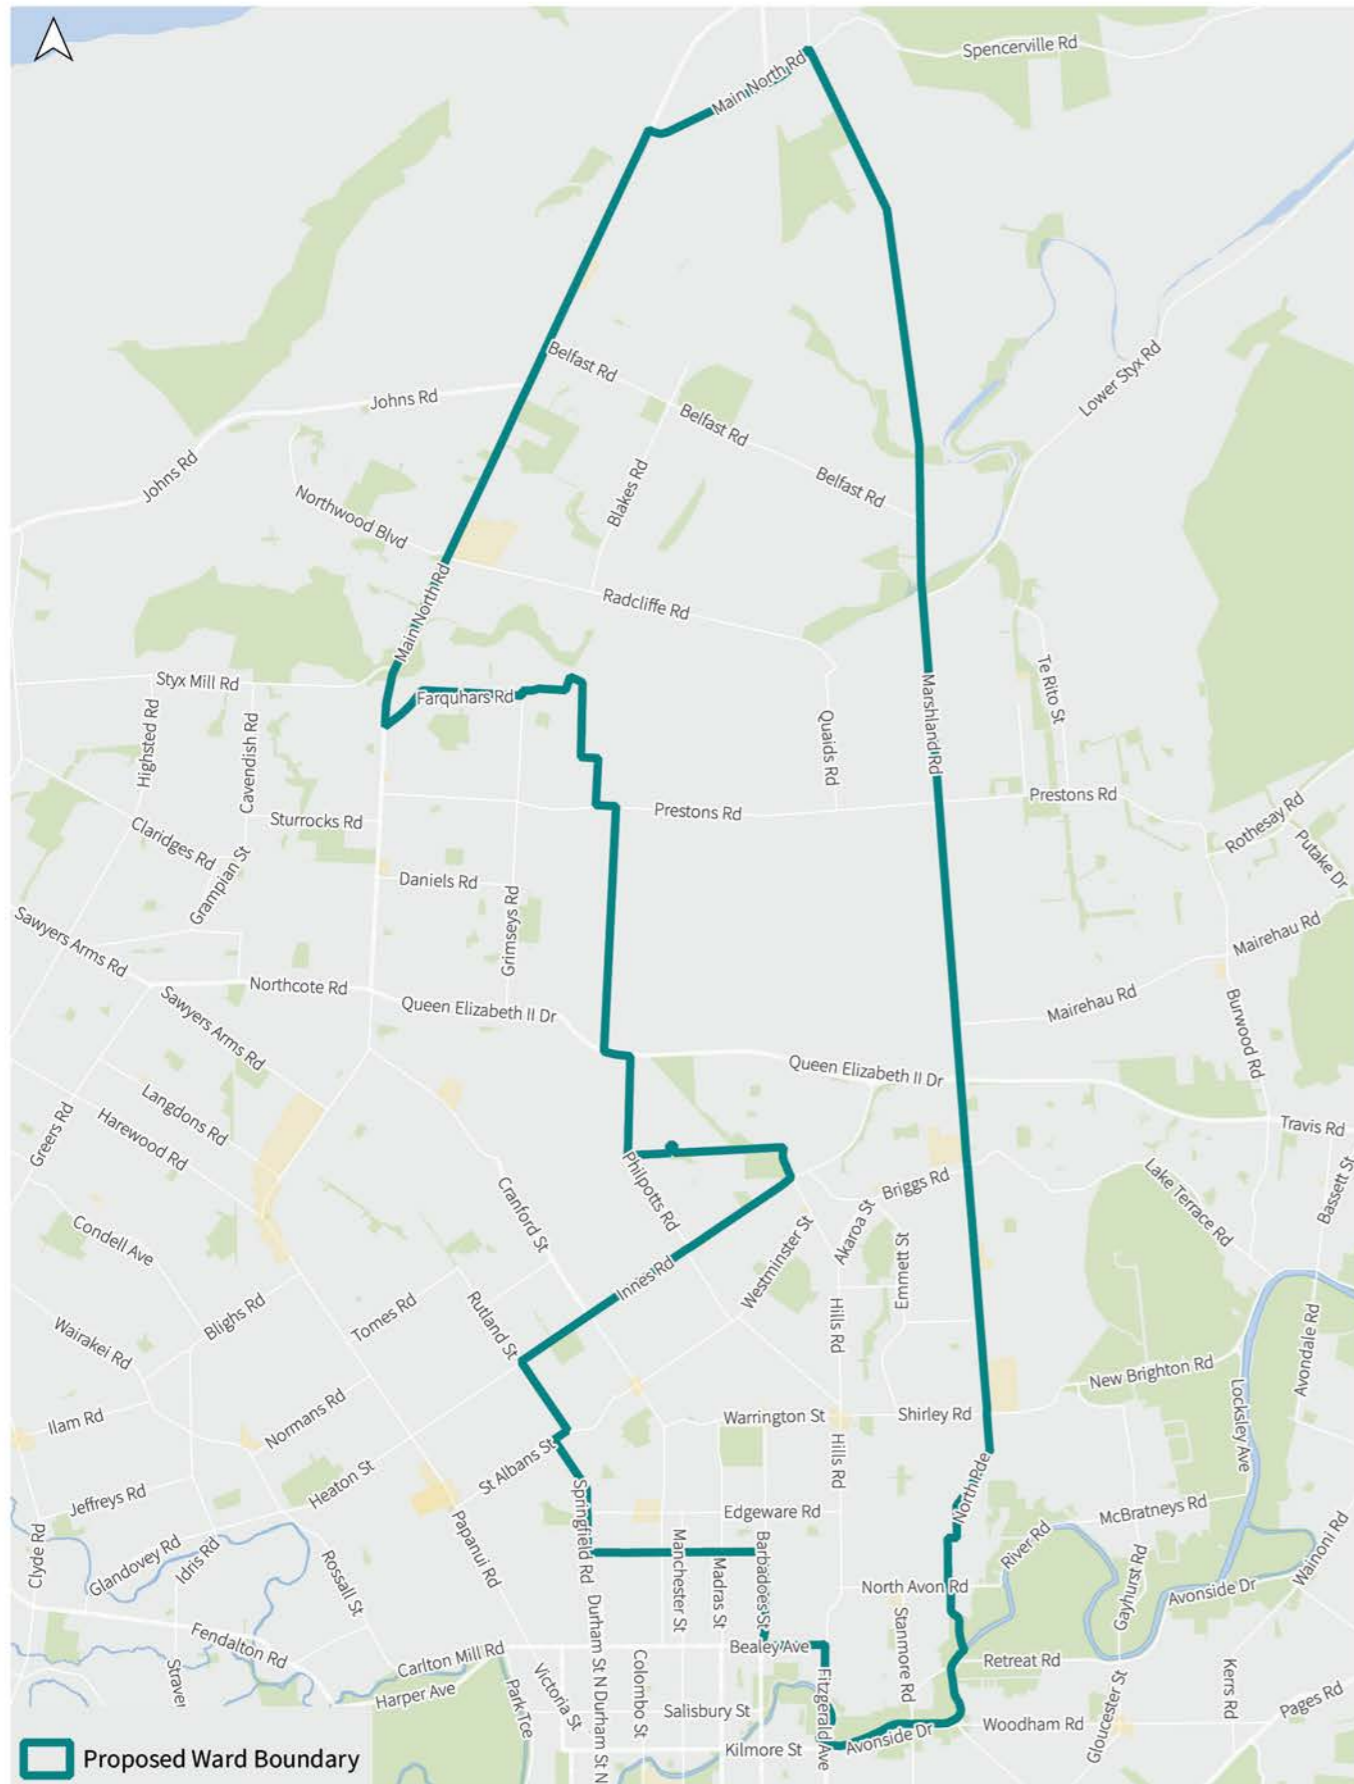 Spencerville Rd
Main North Rd
Belfast Rd
Johns Rd
Lower Styx Rd
Belfast Rd
Johns Rd
Belfast Rd
Blakes Rd
Northwood Blvd
Main North Rd
Radcliffe Rd
Styx Mill Rd
Farquhars Rd
Te Rito St
Highsted Rd
Cavendish Rd
Quaids Rd
Marshland Rd
Prestons Rd
Prestons Rd
Sturrocks Rd
Claridges Rd
Rothesay Rd
Putake Dr
Grampian St
Daniels Rd
Grimseys Rd
Sawyers Arms Rd
Mairehau Rd
Northcote Rd
Queen Elizabeth II Dr
Mairehau Rd
Sawyers Arms Rd
Burwood Rd
Queen Elizabeth II Dr
Langdons Rd
Harewood Rd
Greers Rd
Travis Rd
Philpotts Rd
Briggs Rd
Lake Terrace Rd
Bassett St
Cranford St
Condell Ave
Akaroa St
Westminster St
Emmett St
Innes Rd
Rutland St
Tomes Rd
Blighs Rd
Wairakei Rd
Hills Rd
Avondale Rd
New Brighton Rd
Ilam Rd
Normans Rd
Warrington St
Shirley Rd
Locksley Ave
St Albans St
Hills Rd
Heaton St
Jeffreys Rd
Papanui Rd
Springfield Rd
Edgeware Rd
North Pde
McBratneys Rd
River Rd
Clyde Rd
Glandovey Rd
Idris Rd
Rossall St
Manchester St
Madras St
Barbadoes St
North Avon Rd
Gayhurst Rd
Avonside Dr
Wainoni Rd
Stanmore Rd
Fendalton Rd
Carlton Mill Rd
Bealey Ave
Retreat Rd
Harper Ave
Park Tce
Victoria St
Durham St N
Durham St N
Colombo St
Salisbury St
Fitzgerald Ave
Kerrs Rd
Pages Rd
Gloucester St
Woodham Rd
Avonside Dr
Kilmore St
Proposed Ward Boundary